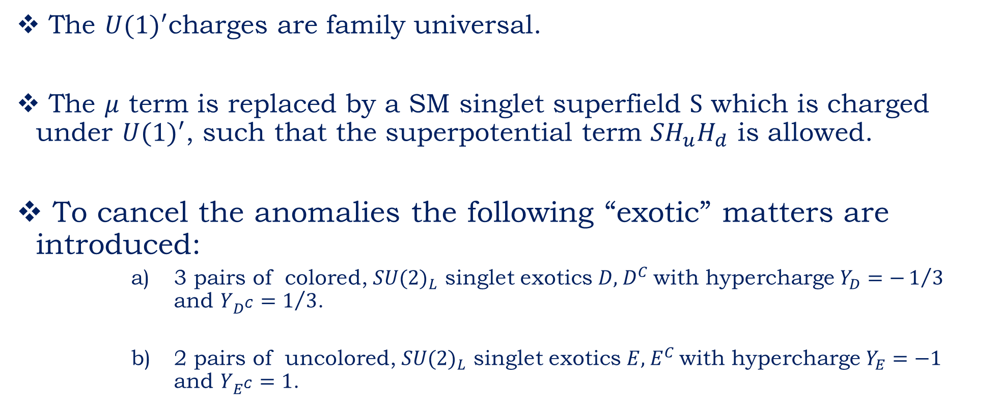 ❖ The 𝑈(1)′charges are family universal.
❖ The 𝜇 term is replaced by a SM singlet superfield S which is charged
under 𝑈(1)′, such that the superpotential term 𝑆𝐻ᵤ𝐻_𝑑 is allowed.
❖ To cancel the anomalies the following “exotic” matters are
introduced:
a) 3 pairs of colored, 𝑆𝑈(2)_𝐿 singlet exotics 𝐷, 𝐷^𝐶 with hypercharge 𝑌_𝐷 = − 1/3
and 𝑌_{𝐷^𝐶} = 1/3.
b) 2 pairs of uncolored, 𝑆𝑈(2)_𝐿 singlet exotics 𝐸, 𝐸^𝐶 with hypercharge 𝑌_𝐸 = −1
and 𝑌_{𝐸^𝐶} = 1.